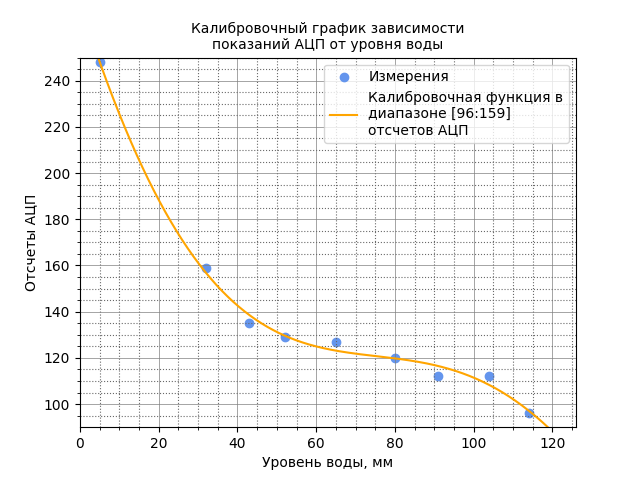 Калибровочный график зависимости
показаний АЦП от уровня воды
Измерения
Калибровочная функция в
диапазоне [96:159]
отсчетов АЦП
Отсчеты АЦП
240
220
200
180
160
140
120
100
0 20 40 60 80 100 120
Уровень воды, мм